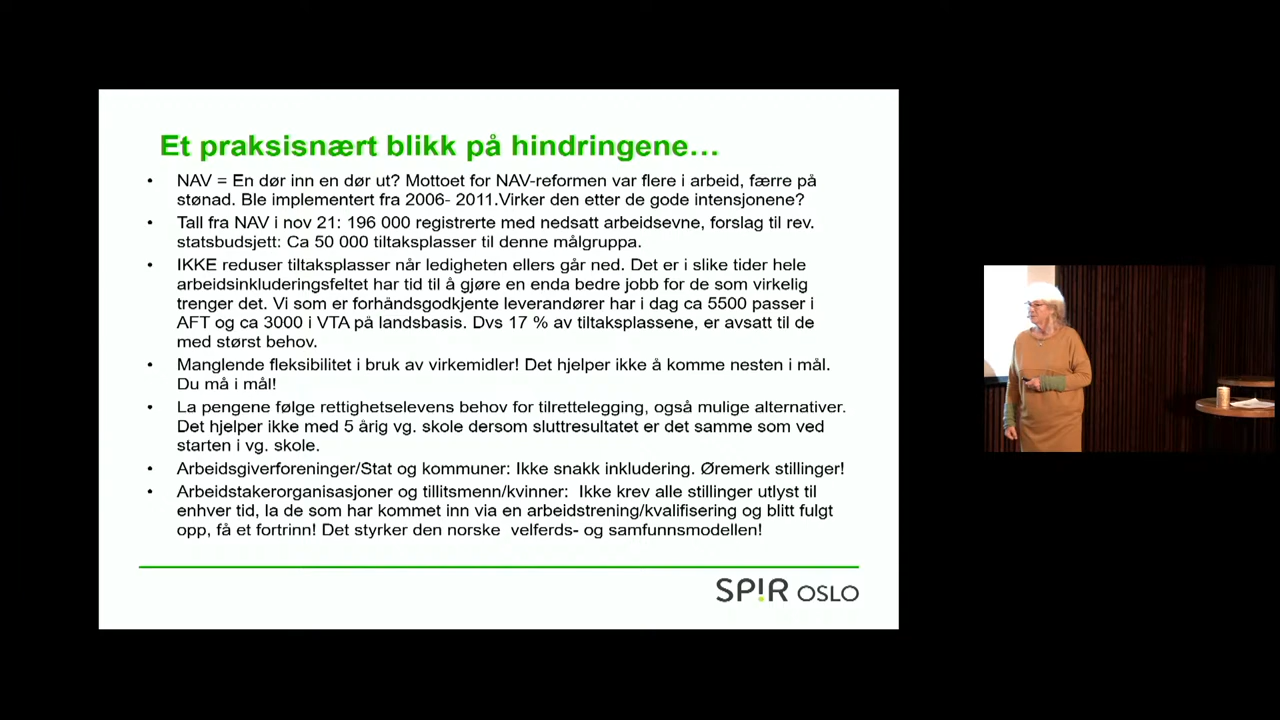 Et praksisnært blikk på hindringene…
• NAV = En dør inn en dør ut? Mottoet for NAV-reformen var flere i arbeid, færre på
stønad. Ble implementert fra 2006- 2011.Virker den etter de gode intensjonene?
• Tall fra NAV i nov 21: 196 000 registrerte med nedsatt arbeidsevne, forslag til rev.
statsbudsjett: Ca 50 000 tiltaksplasser til denne målgruppa.
• IKKE reduser tiltaksplasser når ledigheten ellers går ned. Det er i slike tider hele
arbeidsinkluderingsfeltet har tid til å gjøre en enda bedre jobb for de som virkelig
trenger det. Vi som er forhåndsgodkjente leverandører har i dag ca 5500 passer i
AFT og ca 3000 i VTA på landsbasis. Dvs 17 % av tiltaksplassene, er avsatt til de
med størst behov.
• Manglende fleksibilitet i bruk av virkemidler! Det hjelper ikke å komme nesten i mål.
Du må i mål!
• La pengene følge rettighetselevens behov for tilrettelegging, også mulige alternativer.
Det hjelper ikke med 5 årig vg. skole dersom sluttresultatet er det samme som ved
starten i vg. skole.
• Arbeidsgiverforeninger/Stat og kommuner: Ikke snakk inkludering. Øremerk stillinger!
• Arbeidstakerorganisasjoner og tillitsmenn/kvinner:  Ikke krev alle stillinger utlyst til
enhver tid, la de som har kommet inn via en arbeidstrening/kvalifisering og blitt fulgt
opp, få et fortrinn! Det styrker den norske  velferds- og samfunnsmodellen!
SP!R OSLO